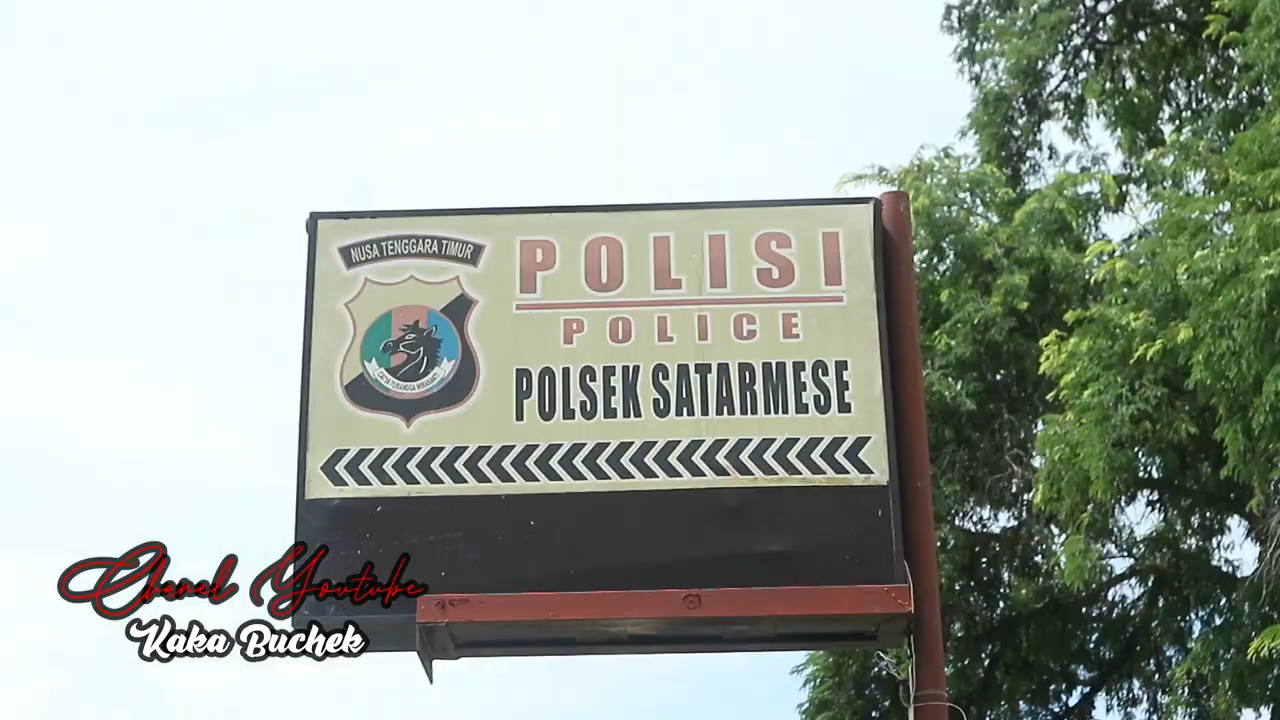 NUSA TENGGARA TIMUR
POLISI
POLICE
POLSEK SATARMESE
Chanel Youtube
Kaka Buchek